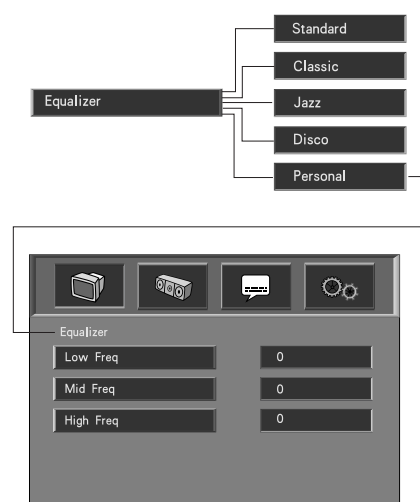 Standard
Classic
Equalizer
Jazz
Disco
Personal
Equalizer
Low Freq 0
Mid Freq 0
High Freq 0